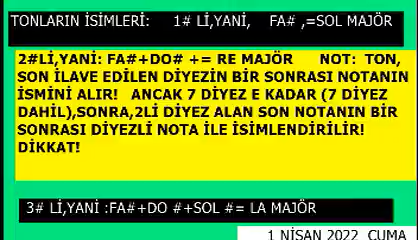 TONLARIN İSİMLERİ: 1# Lİ,YANİ, FA# ,=SOL MAJÖR
2#Lİ,YANİ: FA#+DO# += RE MAJÖR NOT: TON,
SON İLAVE EDİLEN DİYEZİN BİR SONRASI NOTANIN
İSMİNİ ALIR! ANCAK 7 DİYEZ E KADAR (7 DİYEZ
DAHİL),SONRA,2Lİ DİYEZ ALAN SON NOTANIN BİR
SONRASI DİYEZLİ NOTA İLE İSİMLENDİRİLİR!
DİKKAT!
3# Lİ,YANİ :FA#+DO #+SOL #= LA MAJÖR
1 NİSAN 2022 CUMA